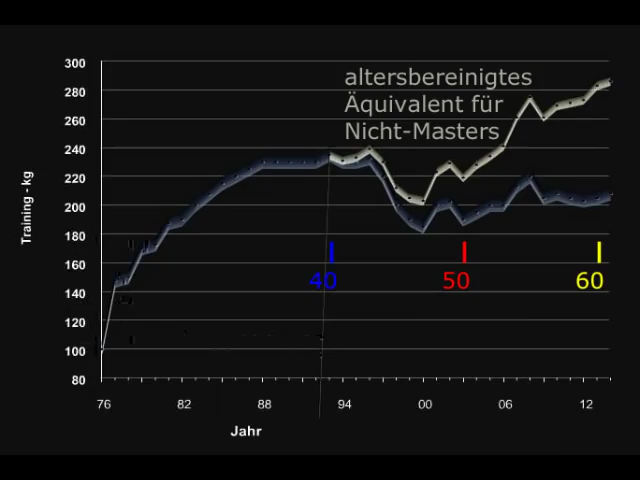 300
280
260
240
220
200
180
160
140
120
100
80
Training - kg
altersbereinigtes
Äquivalent für
Nicht-Masters
40
50
60
76 82 88 94 00 06 12
Jahr